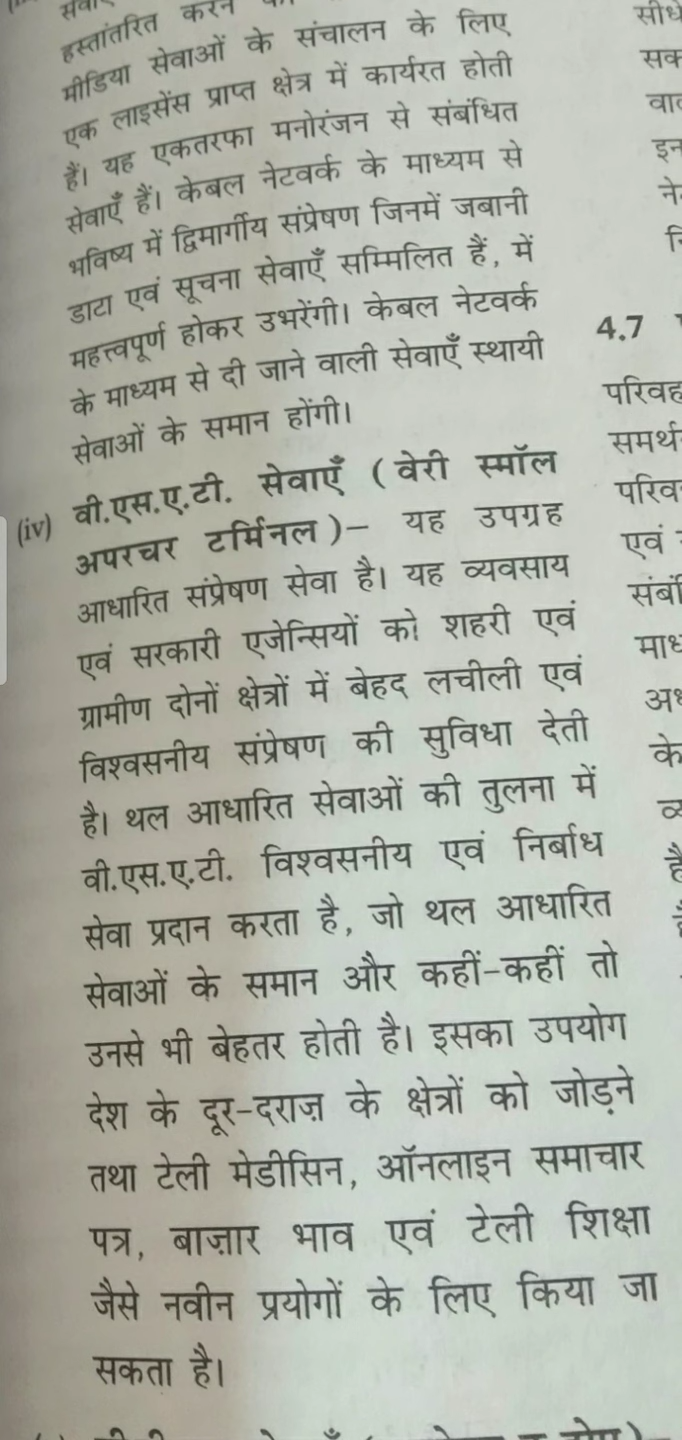 हस्तांतरित करने
मीडिया सेवाओं के संचालन के लिए
एक लाइसेंस प्राप्त क्षेत्र में कार्यरत होती
हैं। यह एकतरफा मनोरंजन से संबंधित
सेवाएँ हैं। केबल नेटवर्क के माध्यम से
भविष्य में द्विमार्गीय संप्रेषण जिनमें जबानी
डाटा एवं सूचना सेवाएँ सम्मिलित हैं, में
महत्त्वपूर्ण होकर उभरेंगी। केबल नेटवर्क
के माध्यम से दी जाने वाली सेवाएँ स्थायी
सेवाओं के समान होंगी।
(iv) वी.एस.ए.टी. सेवाएँ (वेरी स्मॉल
अपरचर टर्मिनल)– यह उपग्रह
आधारित संप्रेषण सेवा है। यह व्यवसाय
एवं सरकारी एजेन्सियों को शहरी एवं
ग्रामीण दोनों क्षेत्रों में बेहद लचीली एवं
विश्वसनीय संप्रेषण की सुविधा देती
है। थल आधारित सेवाओं की तुलना में
वी.एस.ए.टी. विश्वसनीय एवं निर्बाध
सेवा प्रदान करता है, जो थल आधारित
सेवाओं के समान और कहीं-कहीं तो
उनसे भी बेहतर होती है। इसका उपयोग
देश के दूर-दराज़ के क्षेत्रों को जोड़ने
तथा टेली मेडीसिन, ऑनलाइन समाचार
पत्र, बाज़ार भाव एवं टेली शिक्षा
जैसे नवीन प्रयोगों के लिए किया जा
सकता है।
4.7
एवं
के